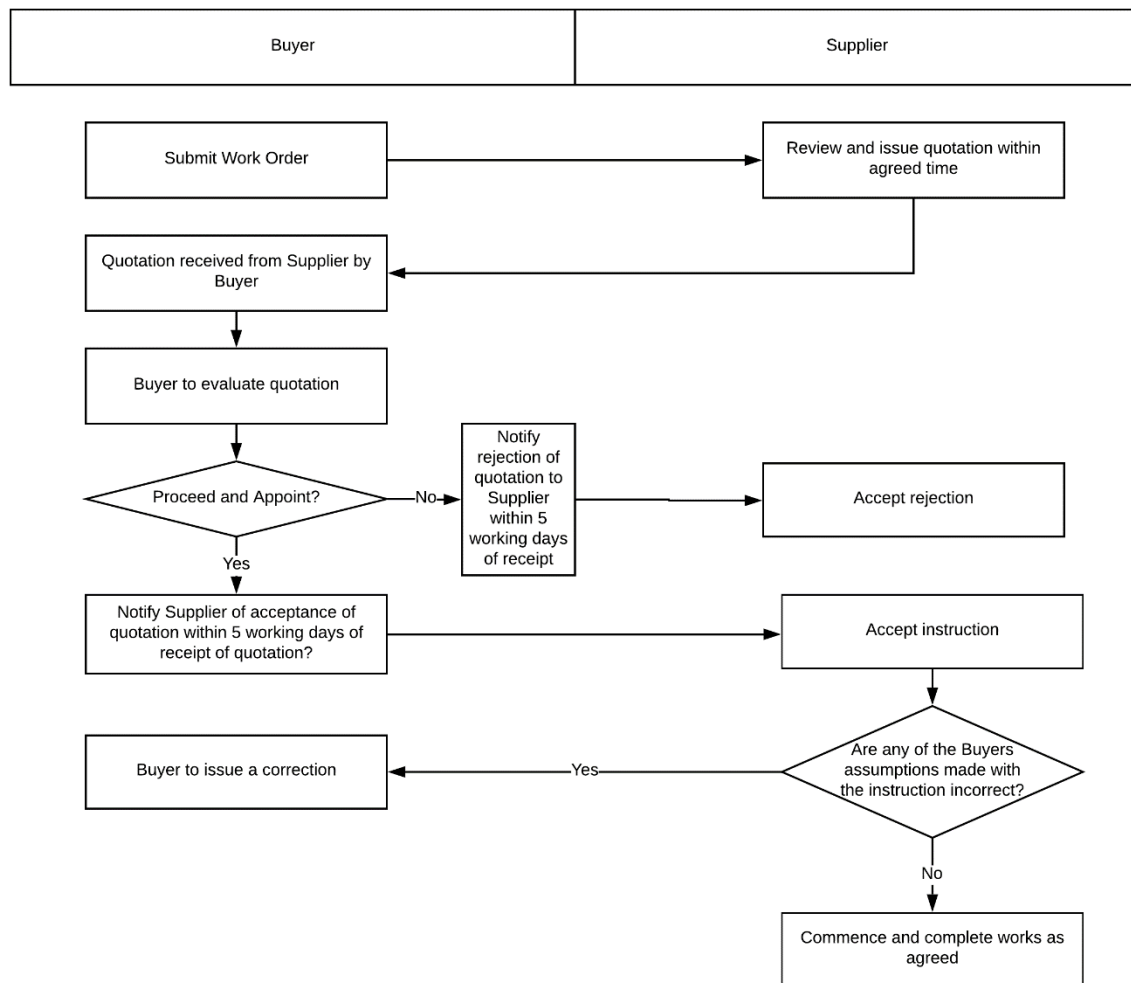 Buyer
Supplier
Submit Work Order
Review and issue quotation within
agreed time
Quotation received from Supplier by
Buyer
Buyer to evaluate quotation
Proceed and Appoint?
No
Notify
rejection of
quotation to
Supplier
within 5
working days
of receipt
Accept rejection
Yes
Notify Supplier of acceptance of
quotation within 5 working days of
receipt of quotation?
Accept instruction
Are any of the Buyers
assumptions made with
the instruction incorrect?
Yes
Buyer to issue a correction
No
Commence and complete works as
agreed